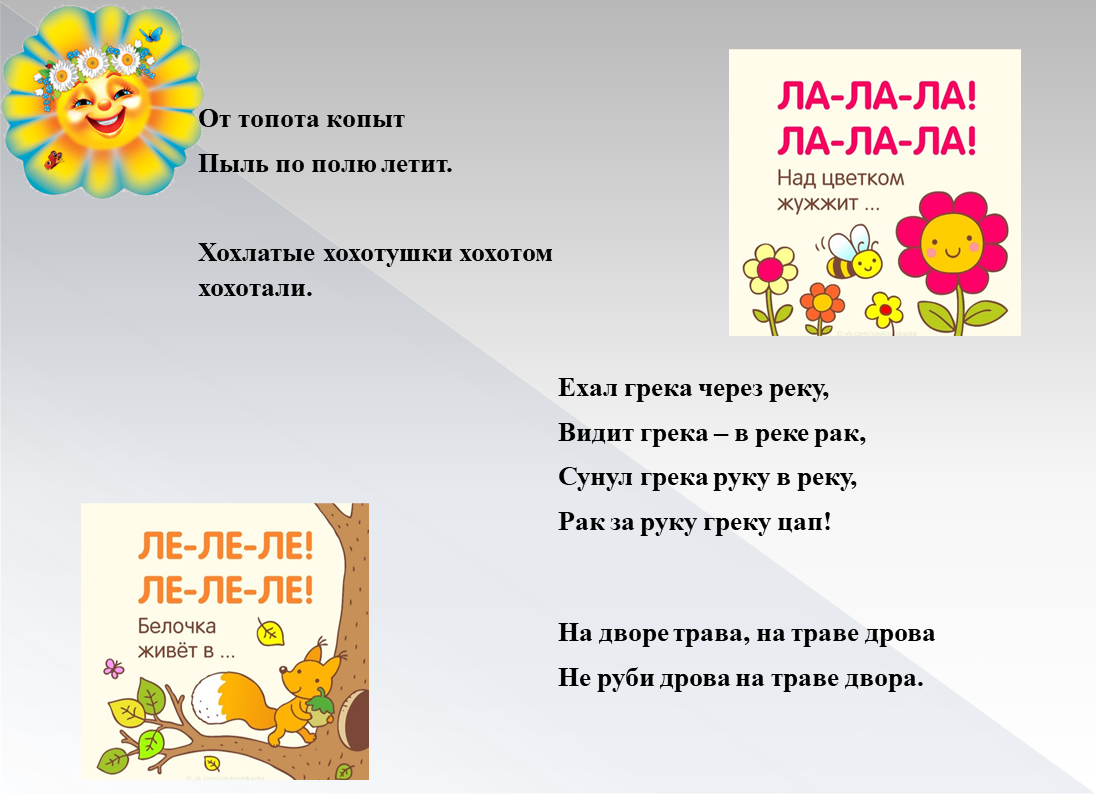 От топота копыт
Пыль по полю летит.
Хохлатые хохотушки хохотом
хохотали.
ЛА-ЛА-ЛА!
ЛА-ЛА-ЛА!
Над цветком
жужжит ...
Ехал грека через реку,
Видит грека – в реке рак,
Сунул грека руку в реку,
Рак за руку греку цап!
ЛЕ-ЛЕ-ЛЕ!
ЛЕ-ЛЕ-ЛЕ!
Белочка
живёт в ...
На дворе трава, на траве дрова
Не руби дрова на траве двора.